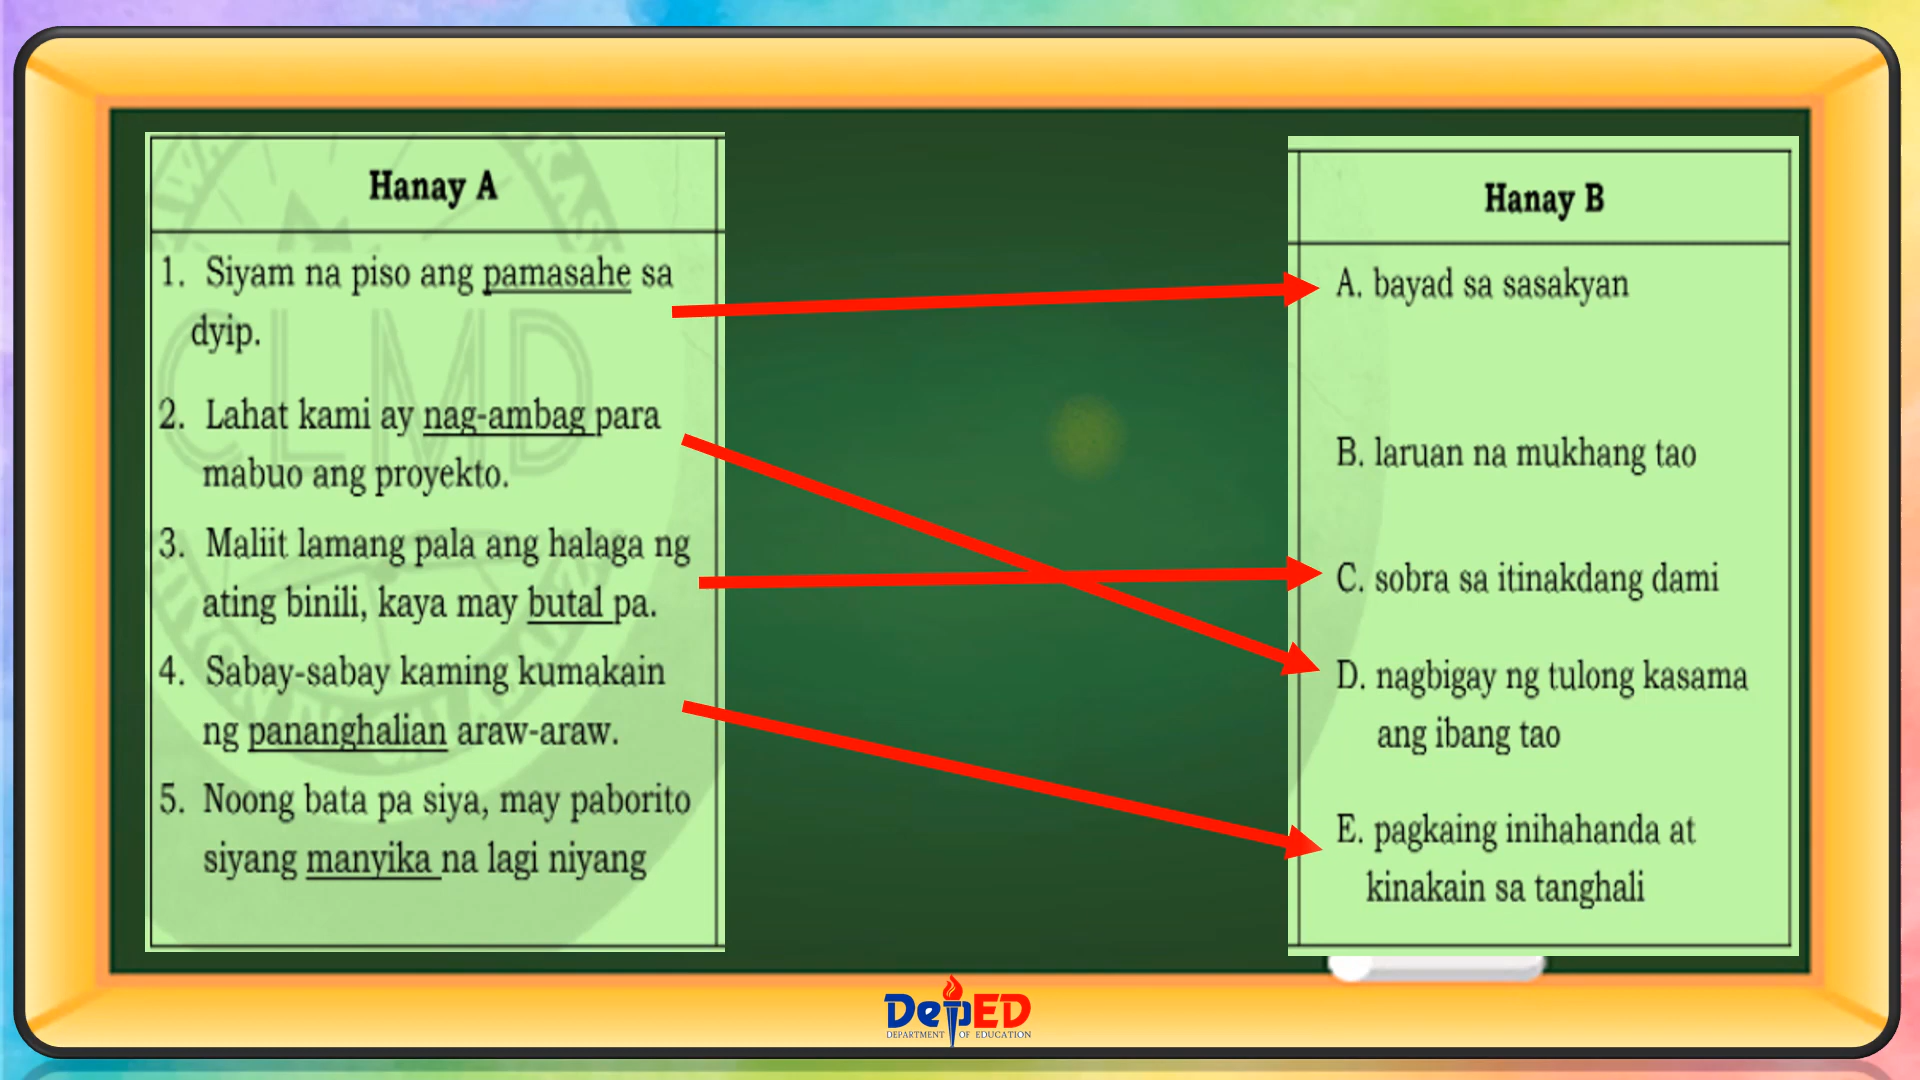 Hanay A
1. Siyam na piso ang pamasahe sa
dyip.
2. Lahat kami ay nag-ambag para
mabuo ang proyekto.
3. Maliit lamang pala ang halaga ng
ating binili, kaya may butal pa.
4. Sabay-sabay kaming kumakain
ng pananghalian araw-araw.
5. Noong bata pa siya, may paborito
siyang manyika na lagi niyang
Hanay B
A. bayad sa sasakyan
B. laruan na mukhang tao
C. sobra sa itinakdang dami
D. nagbigay ng tulong kasama
ang ibang tao
E. pagkaing inihahanda at
kinakain sa tanghali
CLMD
DepED
DEPARTMENT OF EDUCATION